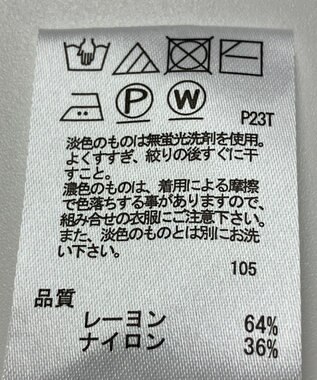 P
W
P23T
淡色のものは無蛍光洗剤を使用。
よくすすぎ、絞りの後すぐに干
すこと。
濃色のものは、着用による摩擦
で色落ちする事がありますので、
組み合せの衣服にご注意下さい。
また、淡色のものとは別にお洗
い下さい。
105
品質
レーヨン 64%
ナイロン 36%